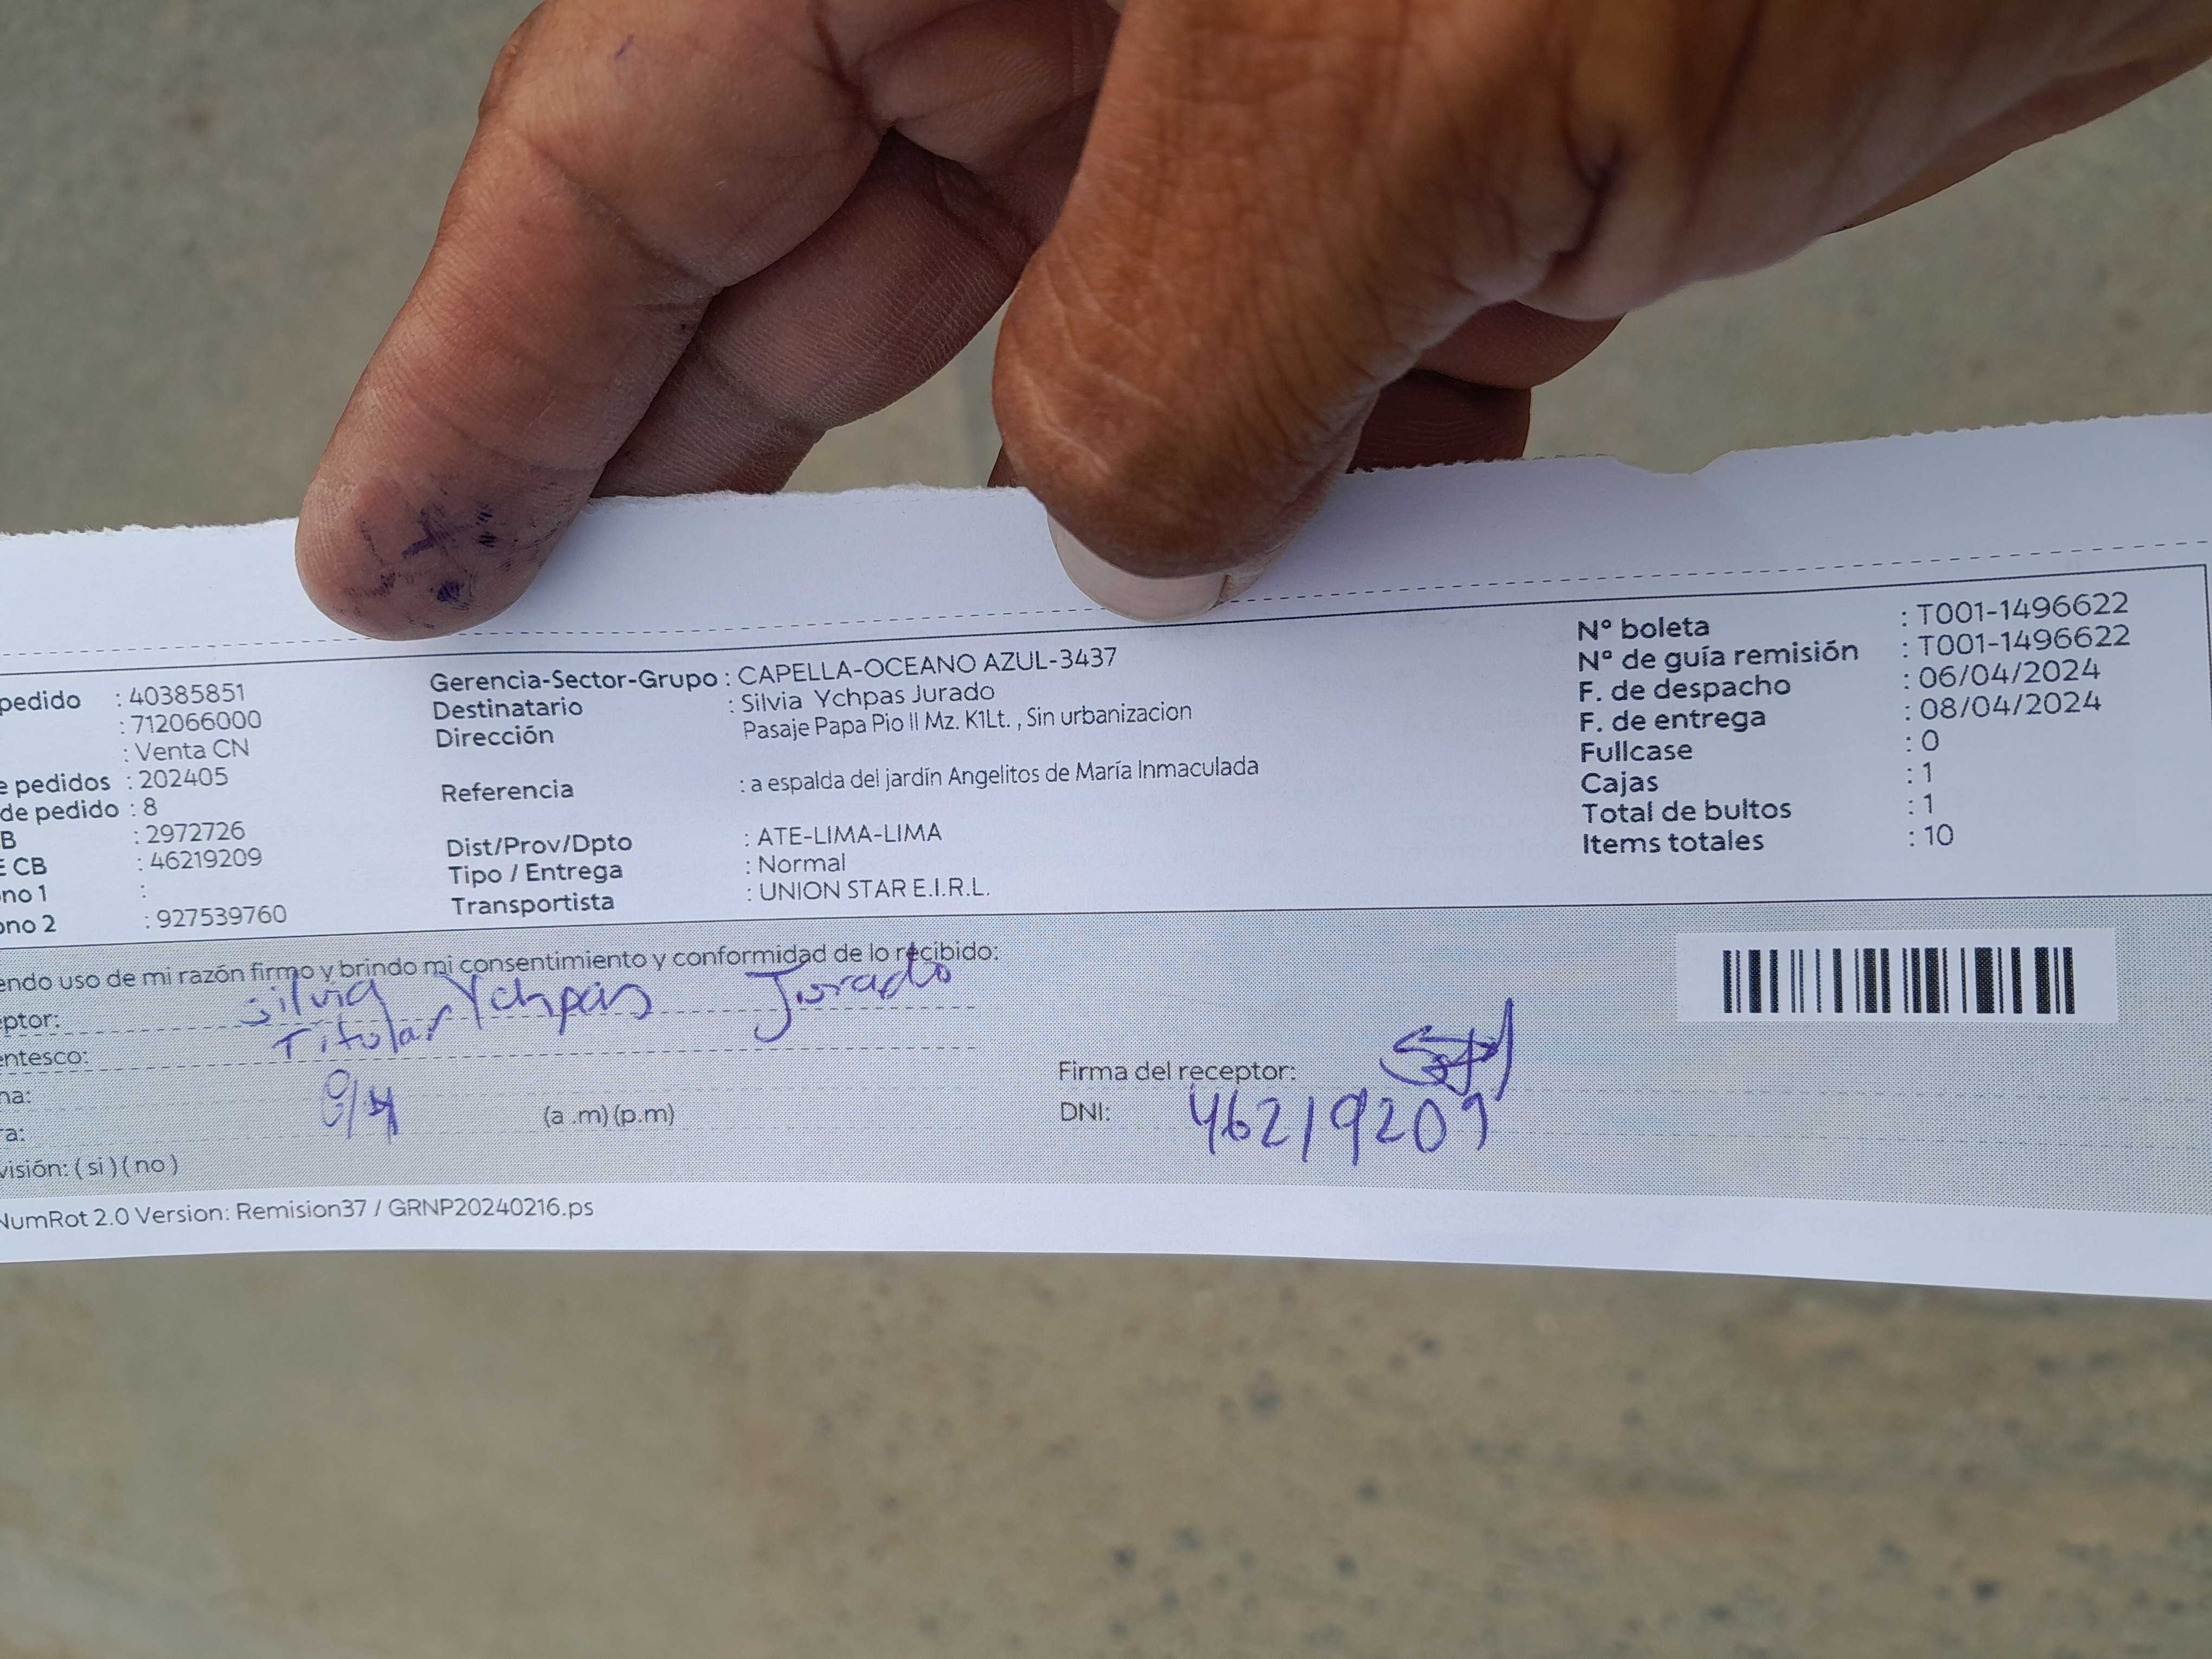 pedido : 40385851
: 712066000
: Venta CN
e pedidos : 202405
de pedido : 8
B : 2972726
E CB : 46219209
no 1 :
ono 2 : 927539760
Gerencia-Sector-Grupo : CAPELLA-OCEANO AZUL-3437
Destinatario : Silvia Ychpas Jurado
Dirección Pasaje Papa Pio II Mz. K1Lt. , Sin urbanizacion
Referencia : a espalda del jardín Angelitos de María Inmaculada
Dist/Prov/Dpto : ATE-LIMA-LIMA
Tipo / Entrega : Normal
Transportista : UNION STAR E.I.R.L.
Nº boleta : T001-1496622
Nº de guía remisión : T001-1496622
F. de despacho : 06/04/2024
F. de entrega : 08/04/2024
Fullcase : 0
Cajas : 1
Total de bultos : 1
Items totales : 10
endo uso de mi razón firmo y brindo mi consentimiento y conformidad de lo recibido:
eptor: Silvia Ychpas Jurado
entesco: Titular
ha:
ra: (a .m) (p.m)
visión: ( si ) ( no )
Firma del receptor:
DNI: 46219209
NumRot 2.0 Version: Remision37 / GRNP20240216.ps